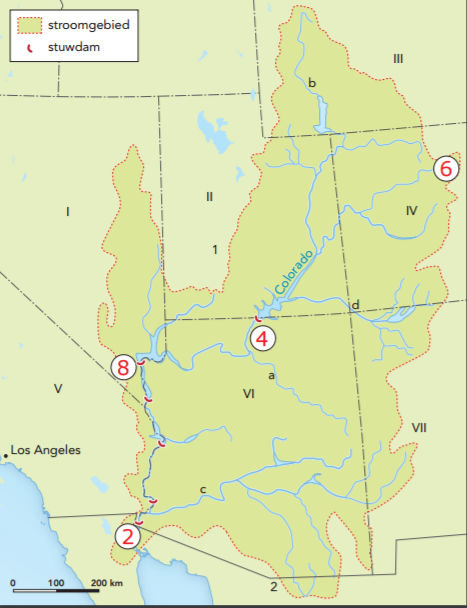 stroomgebied
stuwdam
III
b
6
I
II
IV
1
Colorado
d
4
8
a
V
VI
VII
Los Angeles
c
2
0 100 200 km
2